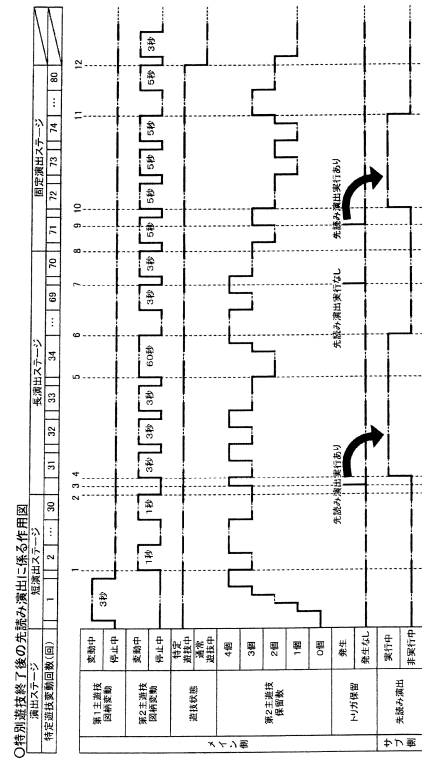 ○特別遊技終了後の先読み演出に係る作用図
演出ステージ
短演出ステージ
長演出ステージ
固定演出ステージ
特定遊技変動回数(回)
1 2 … 30 31 32 33 34 … 69 70 71 72 73 74 … 80
メイン側
第1主遊技図柄変動
変動中
停止中
3秒
第2主遊技図柄変動
変動中
停止中
1秒 1秒 3秒 3秒 3秒 60秒 3秒 3秒 5秒 5秒 5秒 5秒 5秒 3秒
遊技状態
特定遊技中
通常遊技中
第2主遊技保留数
4個
3個
2個
1個
0個
トリガ保留
発生
発生なし
先読み演出実行あり
先読み演出実行なし
先読み演出実行あり
サブ側
先読み演出
実行中
非実行中
1 2 3 4 5 6 7 8 9 10 11 12